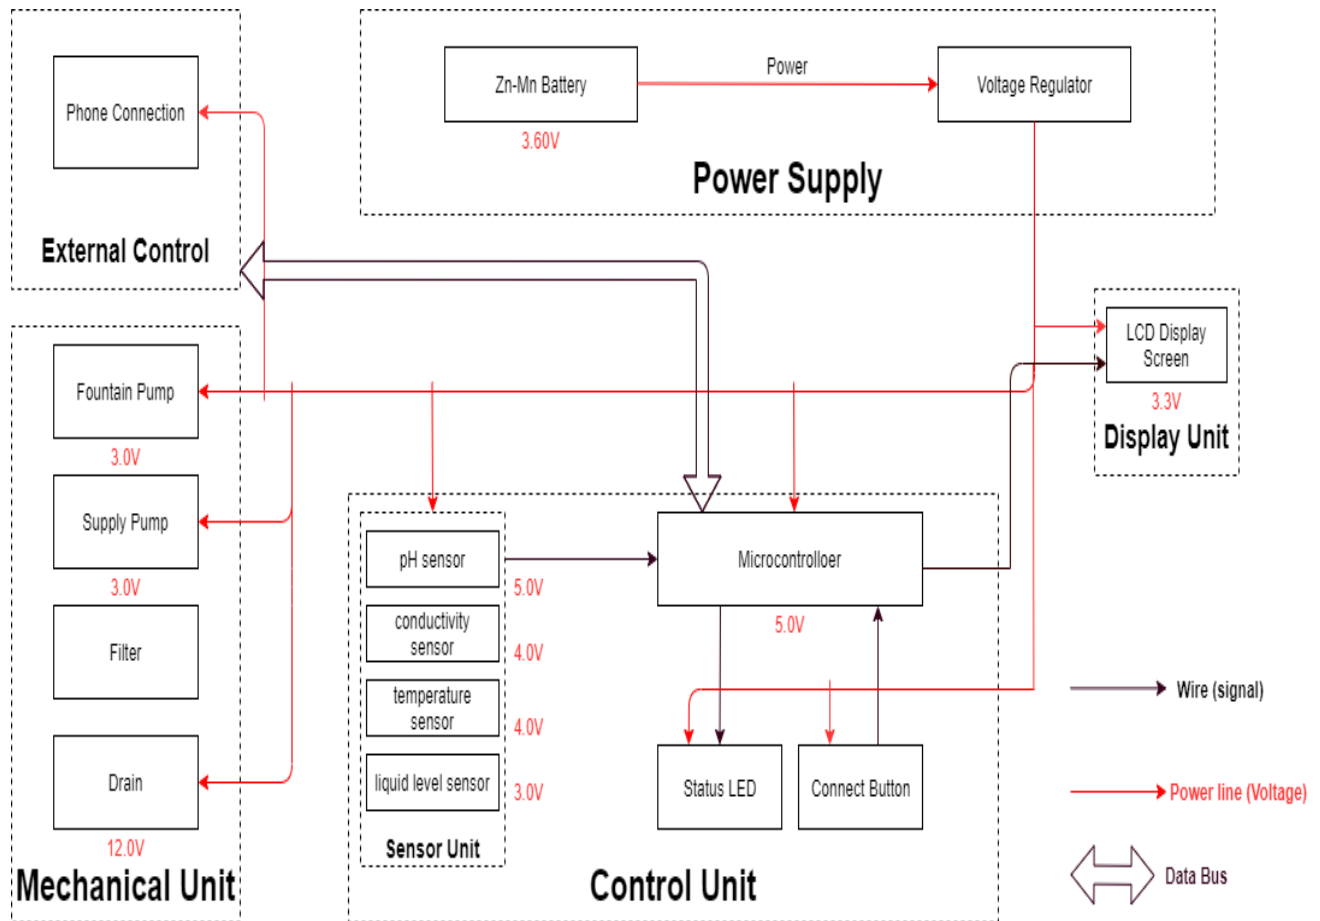 Phone Connection
External Control
Zn-Mn Battery
3.60V
Power
Voltage Regulator
Power Supply
LCD Display
Screen
3.3V
Display Unit
Fountain Pump
3.0V
Supply Pump
3.0V
Filter
Drain
12.0V
Mechanical Unit
pH sensor
5.0V
conductivity
sensor
4.0V
temperature
sensor
4.0V
liquid level sensor
3.0V
Sensor Unit
Microcontrolloer
5.0V
Status LED
Connect Button
Control Unit
Wire (signal)
Power line (Voltage)
Data Bus